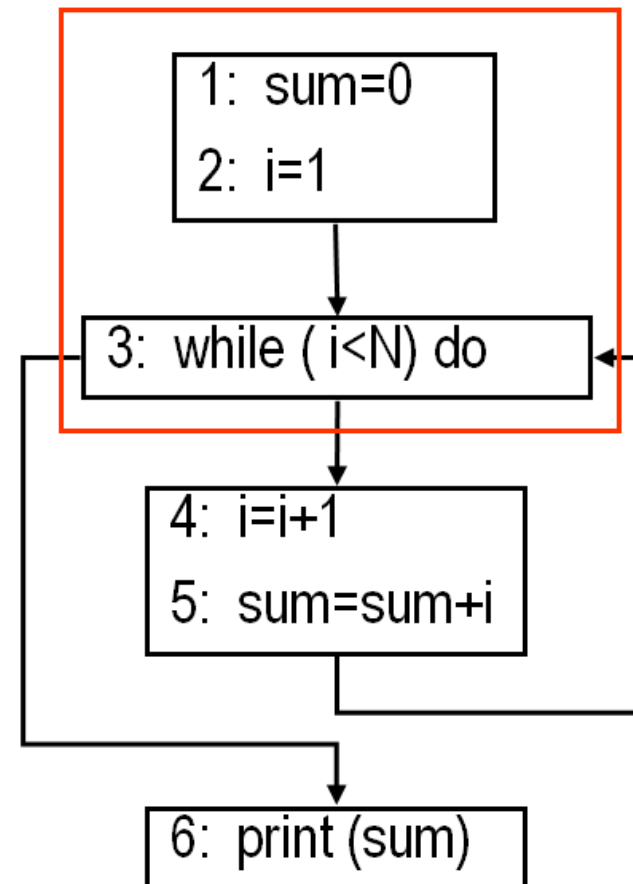 1: sum=0
2: i=1
3: while ( i<N) do
4: i=i+1
5: sum=sum+i
6: print (sum)